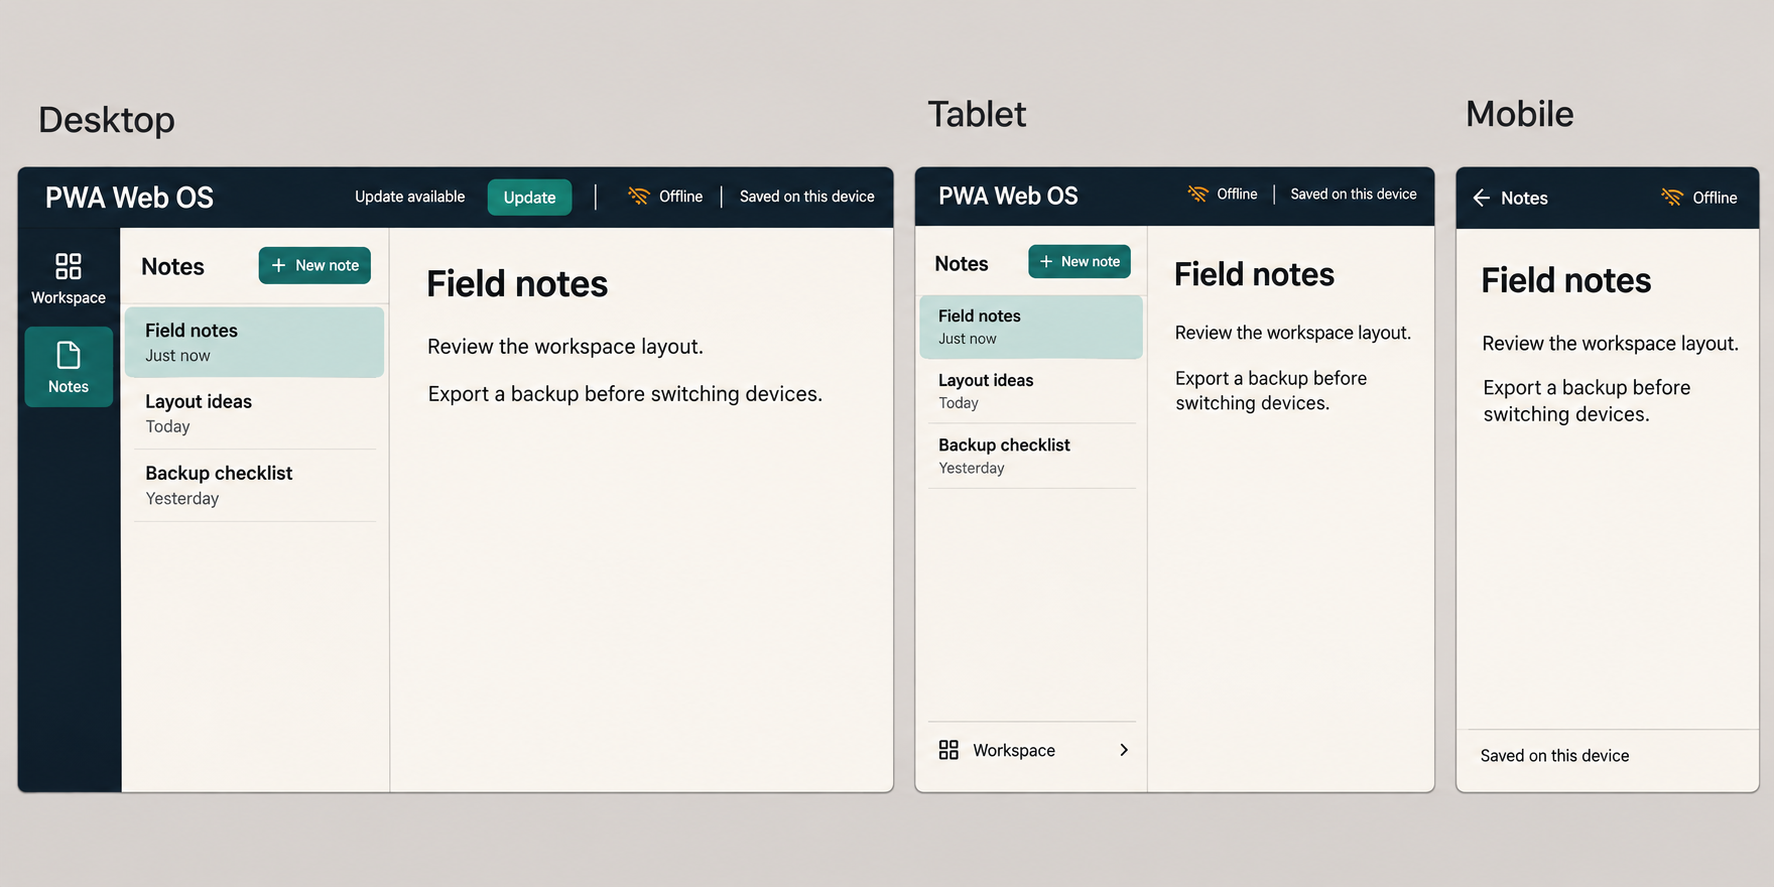 Desktop
PWA Web OS
Update available
Update
Offline
Saved on this device
Workspace
Notes
Notes
+ New note
Field notes
Just now
Layout ideas
Today
Backup checklist
Yesterday
Field notes
Review the workspace layout.
Export a backup before switching devices.
Tablet
PWA Web OS
Offline
Saved on this device
Notes
+ New note
Field notes
Just now
Layout ideas
Today
Backup checklist
Yesterday
Workspace
Field notes
Review the workspace layout.
Export a backup before
switching devices.
Mobile
Notes
Offline
Field notes
Review the workspace layout.
Export a backup before
switching devices.
Saved on this device